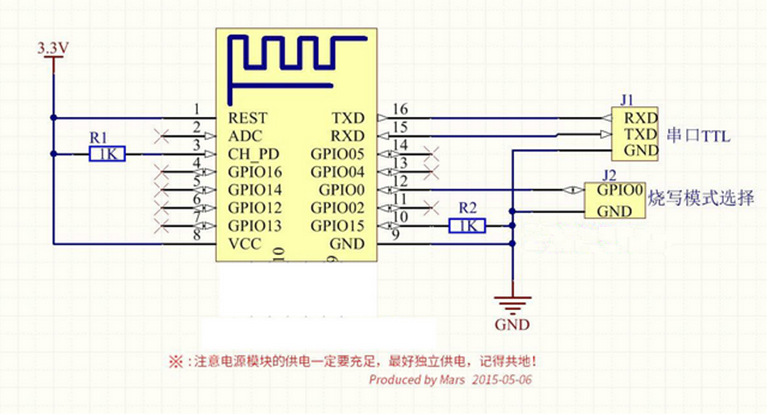 3.3V
J1
1 REST TXD 16 RXD
2 ADC RXD 15 TXD 串口TTL
R1 1K 3 CH_PD GPIO05 14 GND
4 GPIO16 GPIO04 13 J2
5 GPIO14 GPIO0 12 GPIO0 烧写模式选择
6 GPIO12 GPIO02 11 R2 GND
7 GPIO13 GPIO15 10 1K
8 VCC GND 9
10 9
GND
※:注意电源模块的供电一定要充足，最好独立供电，记得共地！
Produced by Mars 2015-05-06